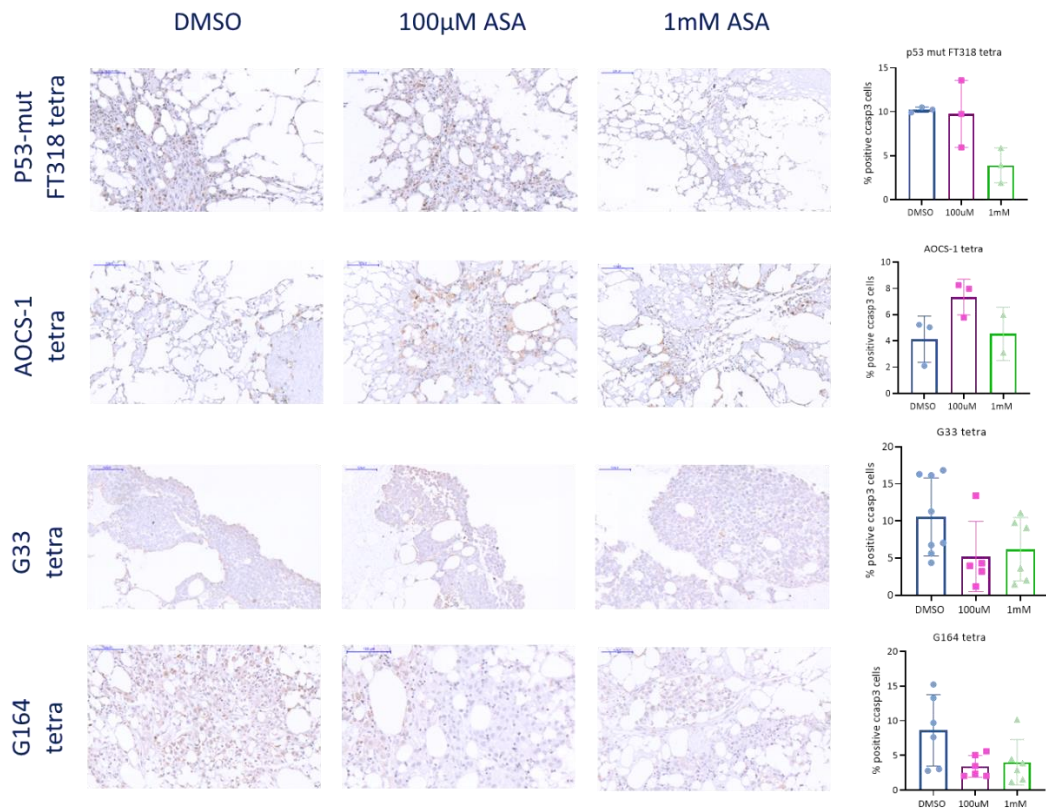 DMSO
100µM ASA
1mM ASA
P53-mut
FT318 tetra
p53 mut FT318 tetra
% positive ccasp3 cells
15
10
5
0
DMSO
100uM
1mM
AOCS-1
tetra
AOCS-1 tetra
% positive ccasp3 cells
10
8
6
4
2
0
DMSO
100uM
1mM
G33
tetra
G33 tetra
% positive ccasp3 cells
20
15
10
5
0
DMSO
100uM
1mM
G164
tetra
G164 tetra
% positive ccasp3 cells
20
15
10
5
0
DMSO
100uM
1mM